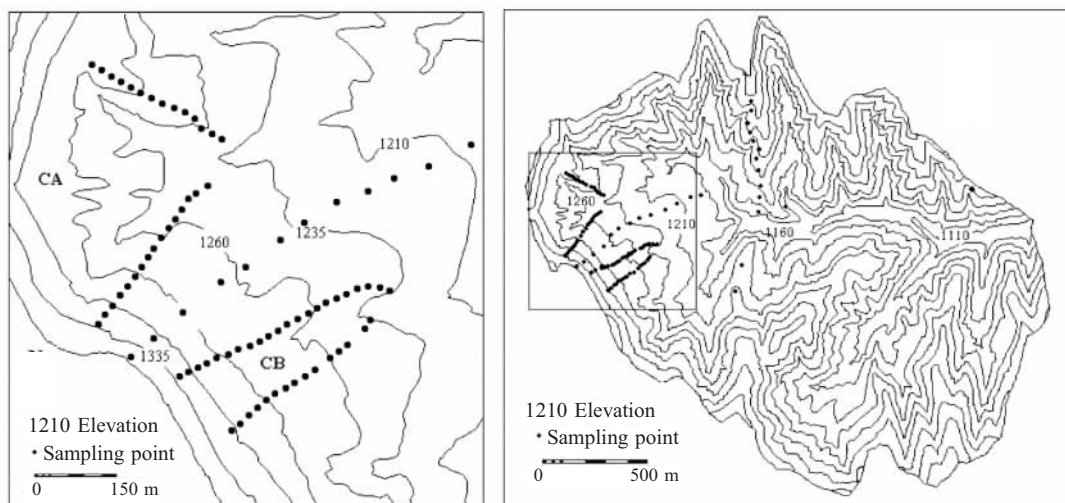 1210
CA
1235
1260
1335
CB
1210 Elevation
• Sampling point
0 150 m
1260
1210
1160
1110
1210 Elevation
• Sampling point
0 500 m